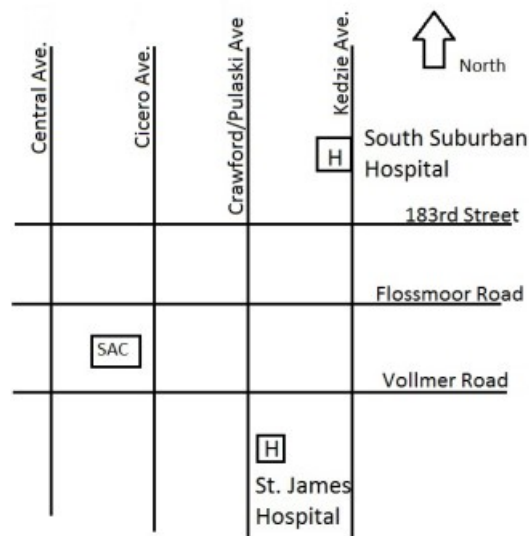 Central Ave.
Cicero Ave.
Crawford/Pulaski Ave
Kedzie Ave.
North
H
South Suburban
Hospital
183rd Street
Flossmoor Road
SAC
Vollmer Road
H
St. James
Hospital